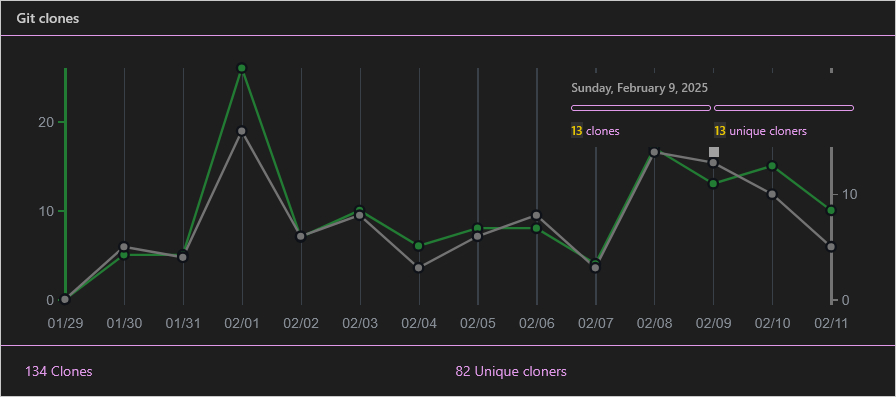 Git clones
Sunday, February 9, 2025
13 clones 13 unique cloners
20
10 10
0 0
01/29 01/30 01/31 02/01 02/02 02/03 02/04 02/05 02/06 02/07 02/08 02/09 02/10 02/11
134 Clones 82 Unique cloners